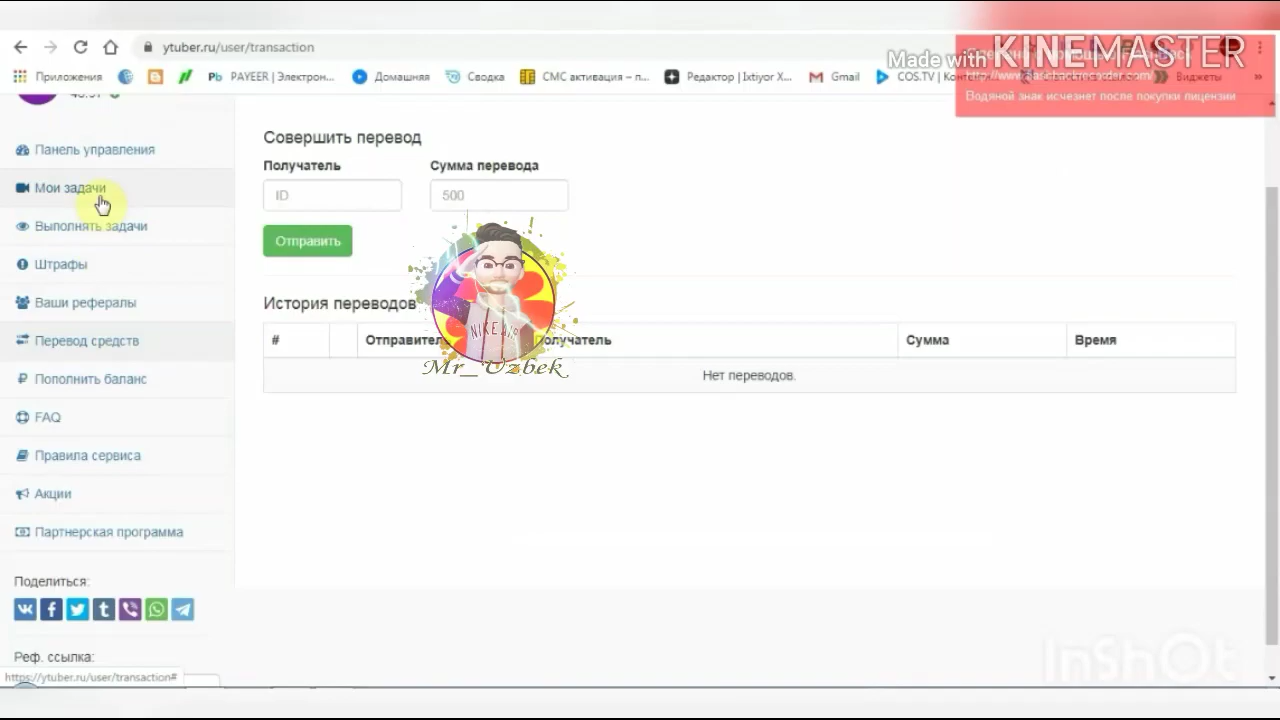 ytuber.ru/user/transaction
Made with KINEMASTER
Приложения
PAYEER | Электрон...
Домашняя
Сводка
СМС активация – п...
Редактор | Ixtiyor X...
Gmail
COS.TV | Контент
Виджеты
»
Водяной знак исчезнет после покупки лицензии
Панель управления
Мои задачи
Выполнять задачи
Штрафы
Ваши рефералы
Перевод средств
Пополнить баланс
FAQ
Правила сервиса
Акции
Партнерская программа
Поделиться:
Реф. ссылка:
https://ytuber.ru/user/transaction#
Совершить перевод
Получатель Сумма перевода
ID 500
Отправить
История переводов
NIKE
Mr_Uzbek
# Отправитель Получатель Сумма Время
Нет переводов.
InShOt